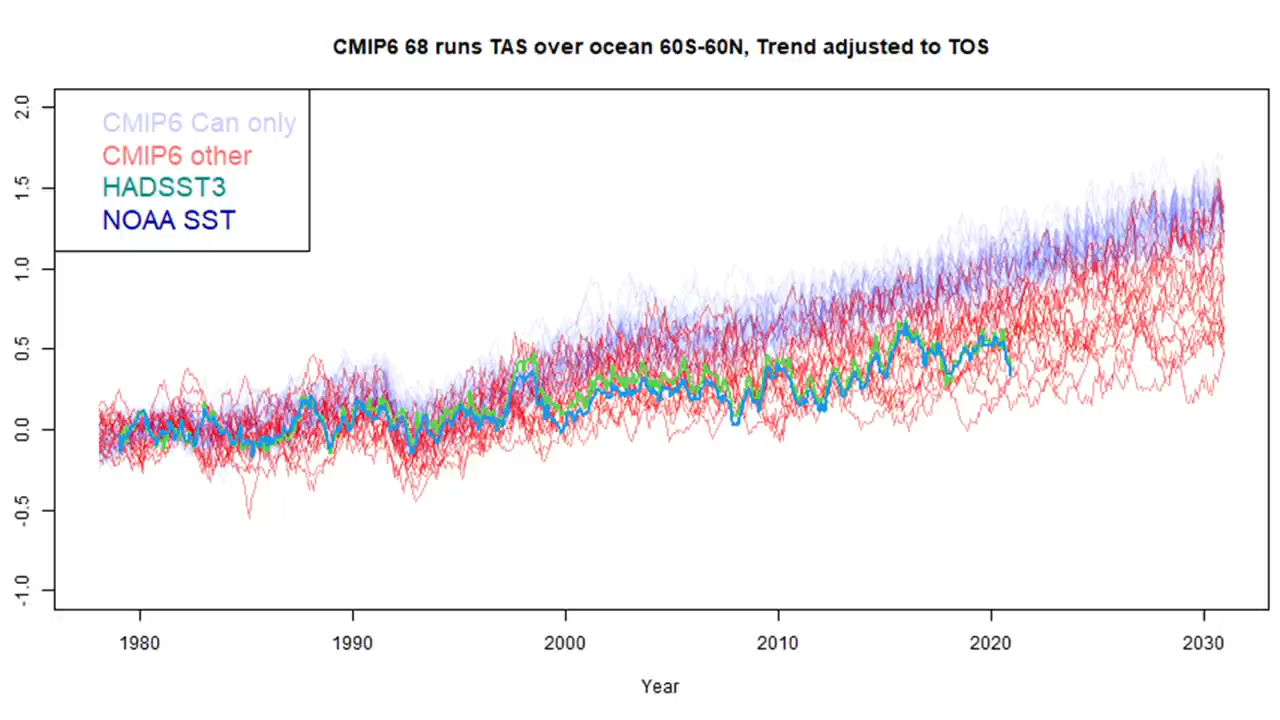 CMIP6 68 runs TAS over ocean 60S-60N, Trend adjusted to TOS
CMIP6 Can only
CMIP6 other
HADSST3
NOAA SST
2.0
1.5
1.0
0.5
0.0
-0.5
-1.0
1980 1990 2000 2010 2020 2030
Year